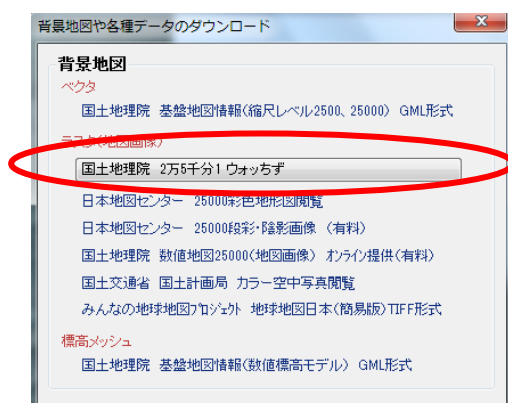 背景地図や各種データのダウンロード
背景地図
ベクタ
国土地理院 基盤地図情報(縮尺レベル2500、25000) GML形式
ラスタ(地図画像)
国土地理院 2万5千分1 ウォッちず
日本地図センター 25000彩色地形図閲覧
日本地図センター 25000段彩・陰影画像 (有料)
国土地理院 数値地図25000(地図画像) オンライン提供(有料)
国土交通省 国土計画局 カラー空中写真閲覧
みんなの地球地図プロジェクト 地球地図日本(簡易版)TIFF形式
標高メッシュ
国土地理院 基盤地図情報(数値標高モデル) GML形式